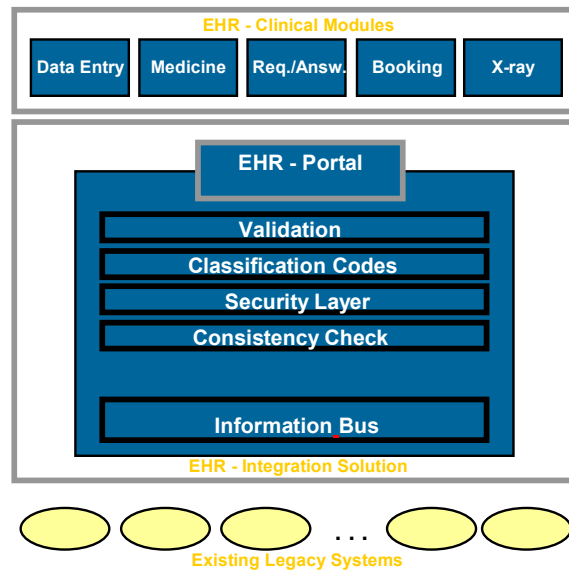 EHR - Clinical Modules
Data Entry Medicine Req./Answ. Booking X-ray
EHR - Portal
Validation
Classification Codes
Security Layer
Consistency Check
Information Bus
EHR - Integration Solution
. . .
Existing Legacy Systems